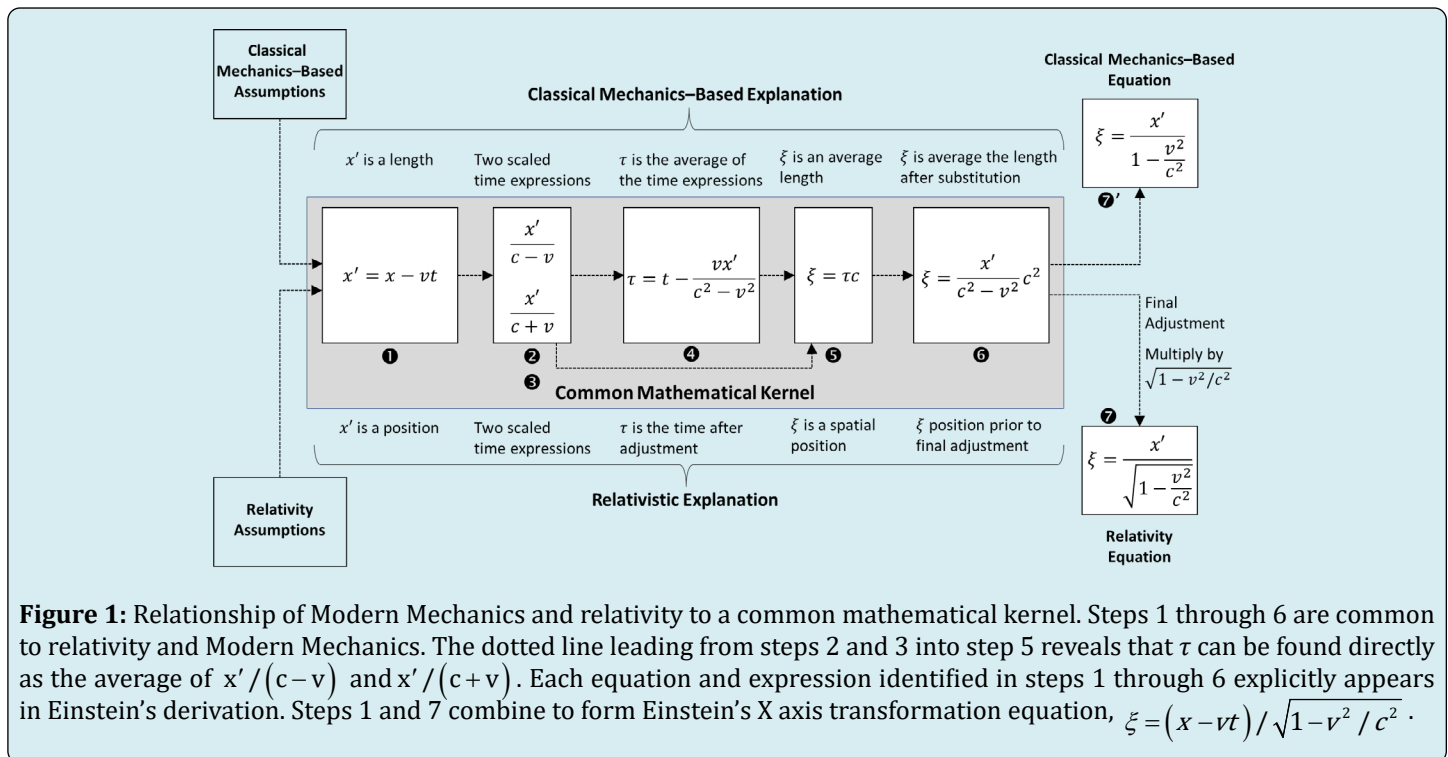 Classical
Mechanics–Based
Assumptions
Classical Mechanics–Based Explanation
Classical Mechanics–Based
Equation
x′ is a length
Two scaled
time expressions
τ is the average of
the time expressions
ξ is an average
length
ξ is average the length
after substitution
ξ = x′ / (1 − v²/c²)
❼′
x′ = x − vt
❶
x′ / (c − v)
x′ / (c + v)
❷
❸
τ = t − vx′ / (c² − v²)
❹
ξ = τc
❺
ξ = x′ / (c² − v²) c²
❻
Common Mathematical Kernel
Final
Adjustment
Multiply by
√(1 − v²/c²)
x′ is a position
Two scaled
time expressions
τ is the time after
adjustment
ξ is a spatial
position
ξ position prior to
final adjustment
❼
ξ = x′ / √(1 − v²/c²)
Relativistic Explanation
Relativity
Assumptions
Relativity
Equation
Figure 1: Relationship of Modern Mechanics and relativity to a common mathematical kernel. Steps 1 through 6 are common
to relativity and Modern Mechanics. The dotted line leading from steps 2 and 3 into step 5 reveals that τ can be found directly
as the average of x′/(c − v) and x′/(c + v). Each equation and expression identified in steps 1 through 6 explicitly appears
in Einstein's derivation. Steps 1 and 7 combine to form Einstein's X axis transformation equation, ξ = (x − vt)/√(1 − v²/c²).